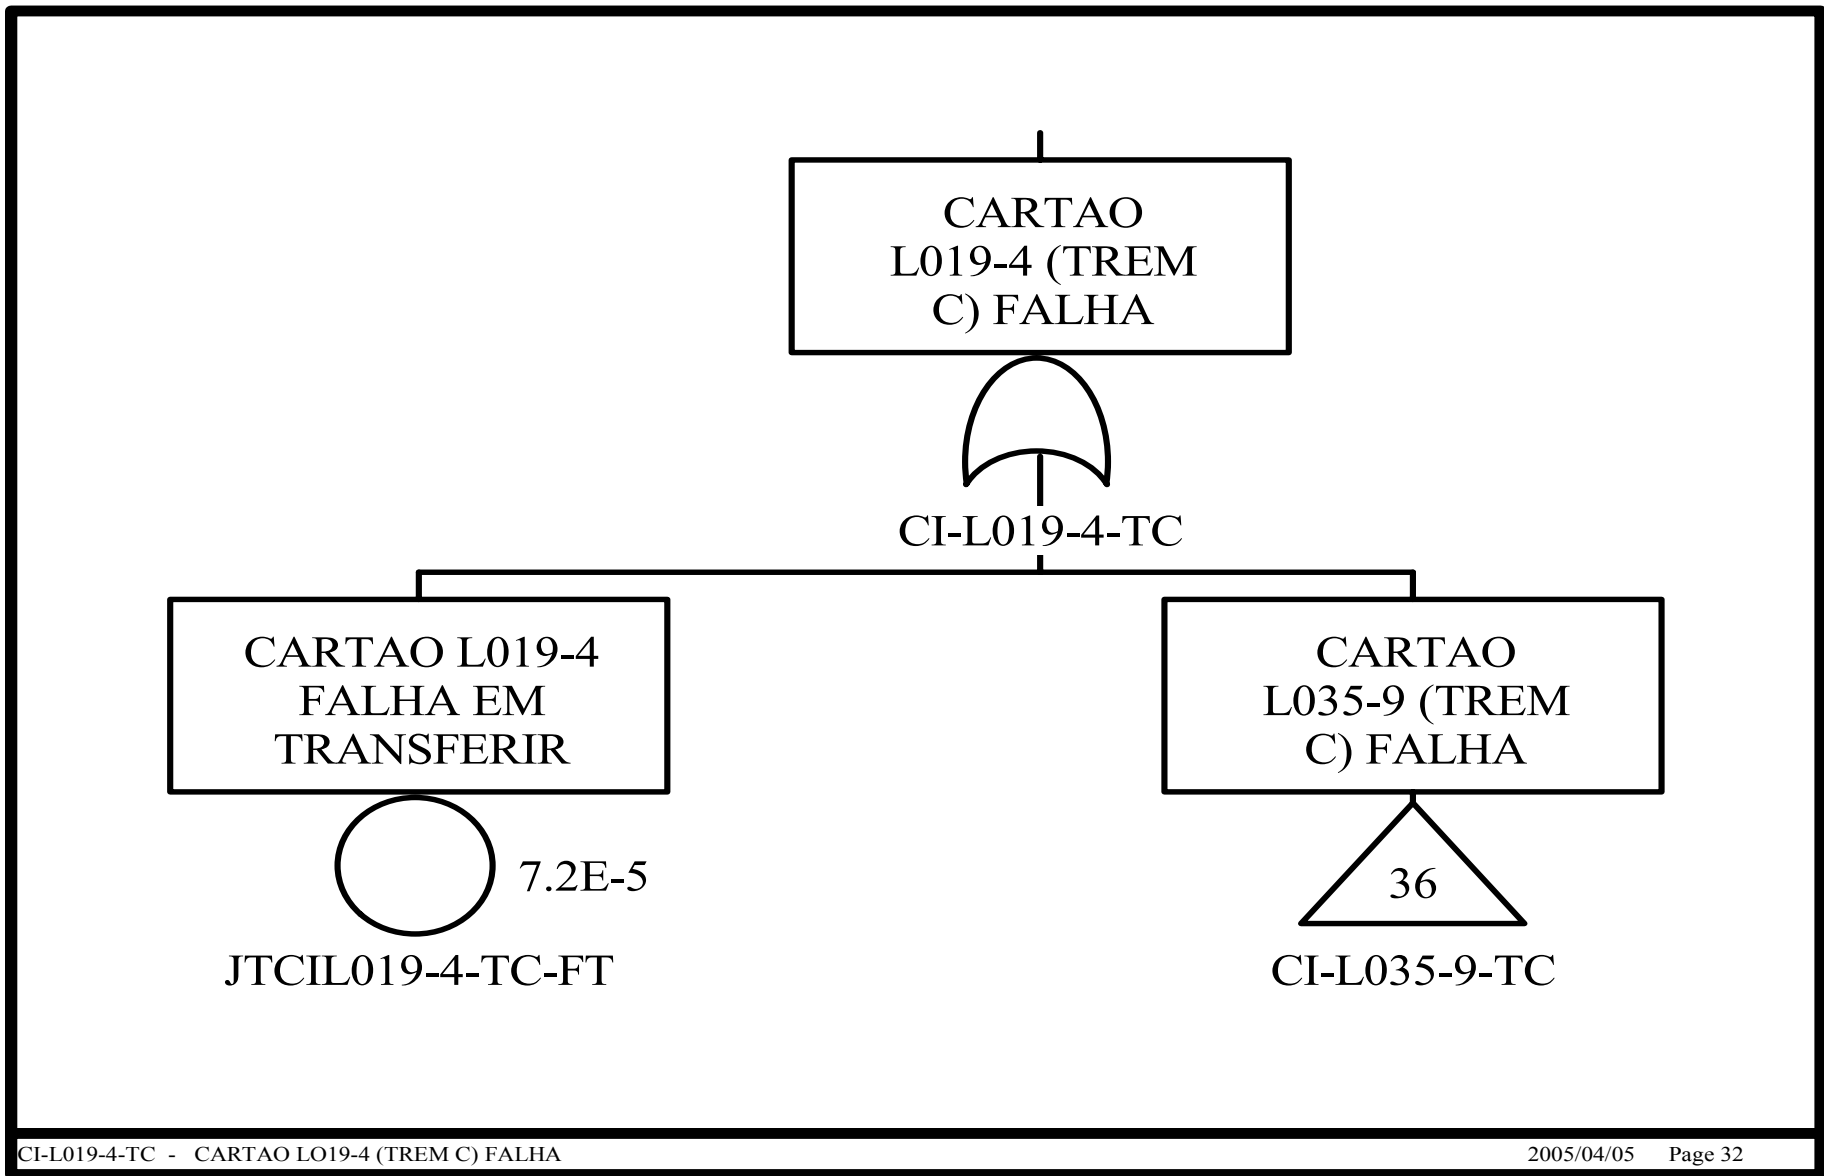 CARTAO
L019-4 (TREM
C) FALHA
CI-L019-4-TC
CARTAO L019-4
FALHA EM
TRANSFERIR
7.2E-5
JTCIL019-4-TC-FT
CARTAO
L035-9 (TREM
C) FALHA
36
CI-L035-9-TC
CI-L019-4-TC - CARTAO LO19-4 (TREM C) FALHA
2005/04/05 Page 32